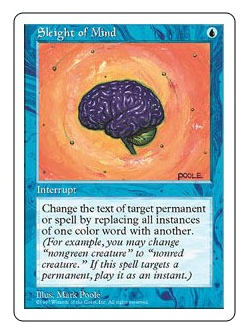 Sleight of Mind
POOLE
Interrupt
Change the text of target permanent
or spell by replacing all instances
of one color word with another.
(For example, you may change
"nongreen creature" to "nonred
creature." If this spell targets a
permanent, play it as an instant.)
Illus. Mark Poole
© 1997 Wizards of the Coast, Inc. All rights reserved.